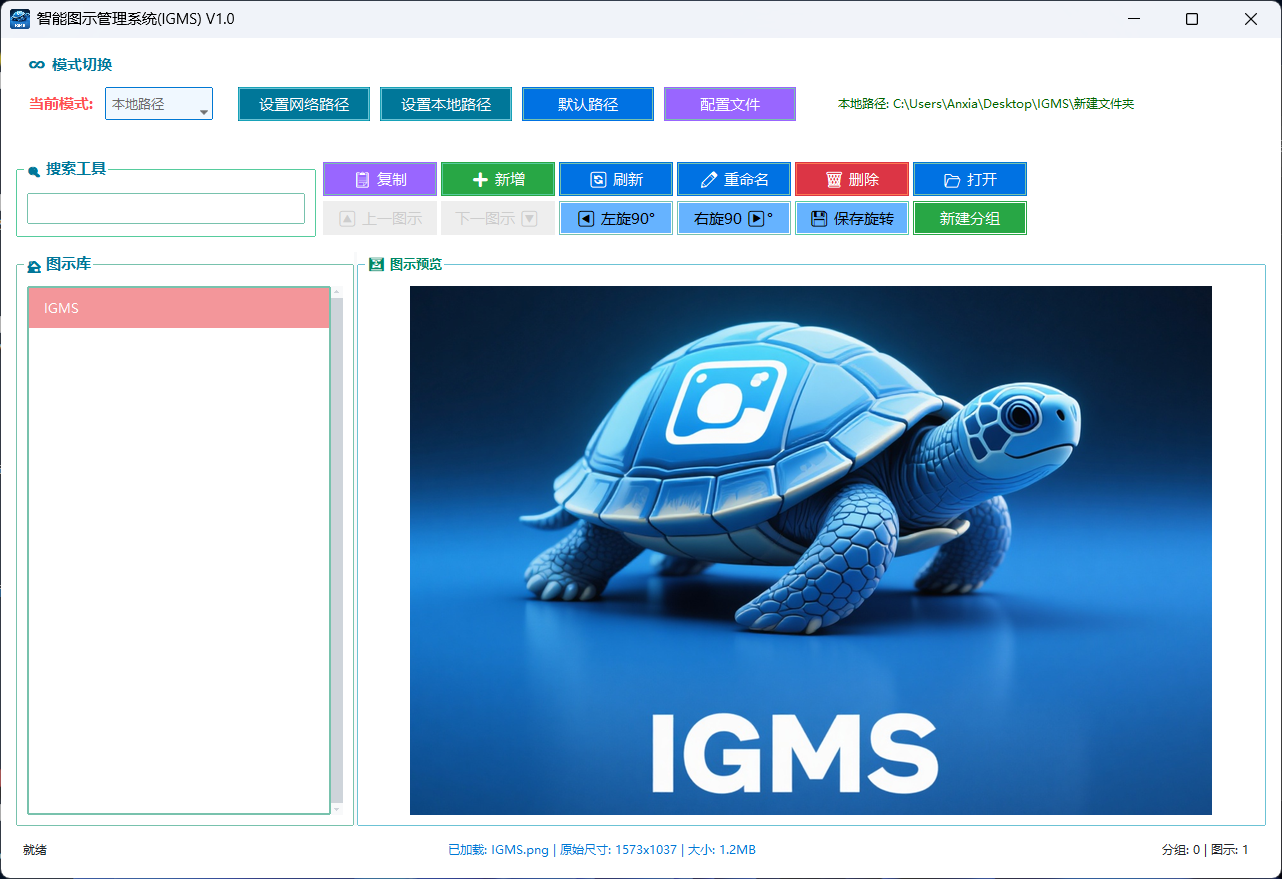 智能图示管理系统(IGMS) V1.0
模式切换
当前模式: 本地路径 设置网络路径 设置本地路径 默认路径 配置文件 本地路径: C:\Users\Anxia\Desktop\IGMS\新建文件夹
搜索工具
复制 新增 刷新 重命名 删除 打开
上一图示 下一图示 左旋90° 右旋90 ° 保存旋转 新建分组
图示库
图示预览
IGMS
IGMS
就绪 已加载: IGMS.png | 原始尺寸: 1573x1037 | 大小: 1.2MB 分组: 0 | 图示: 1